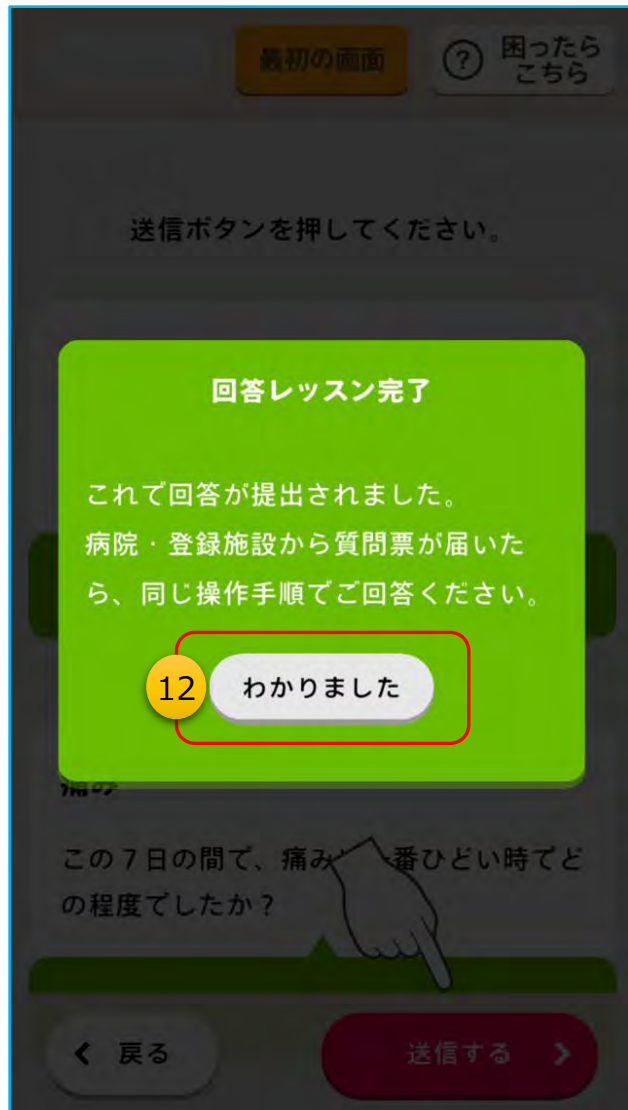 最初の画面
? 困ったら
こちら
送信ボタンを押してください。
回答レッスン完了
これで回答が提出されました。
病院・登録施設から質問票が届いた
ら、同じ操作手順でご回答ください。
12 わかりました
痛み
この7日の間で、痛み 番ひどい時でど
の程度でしたか?
戻る
送信する